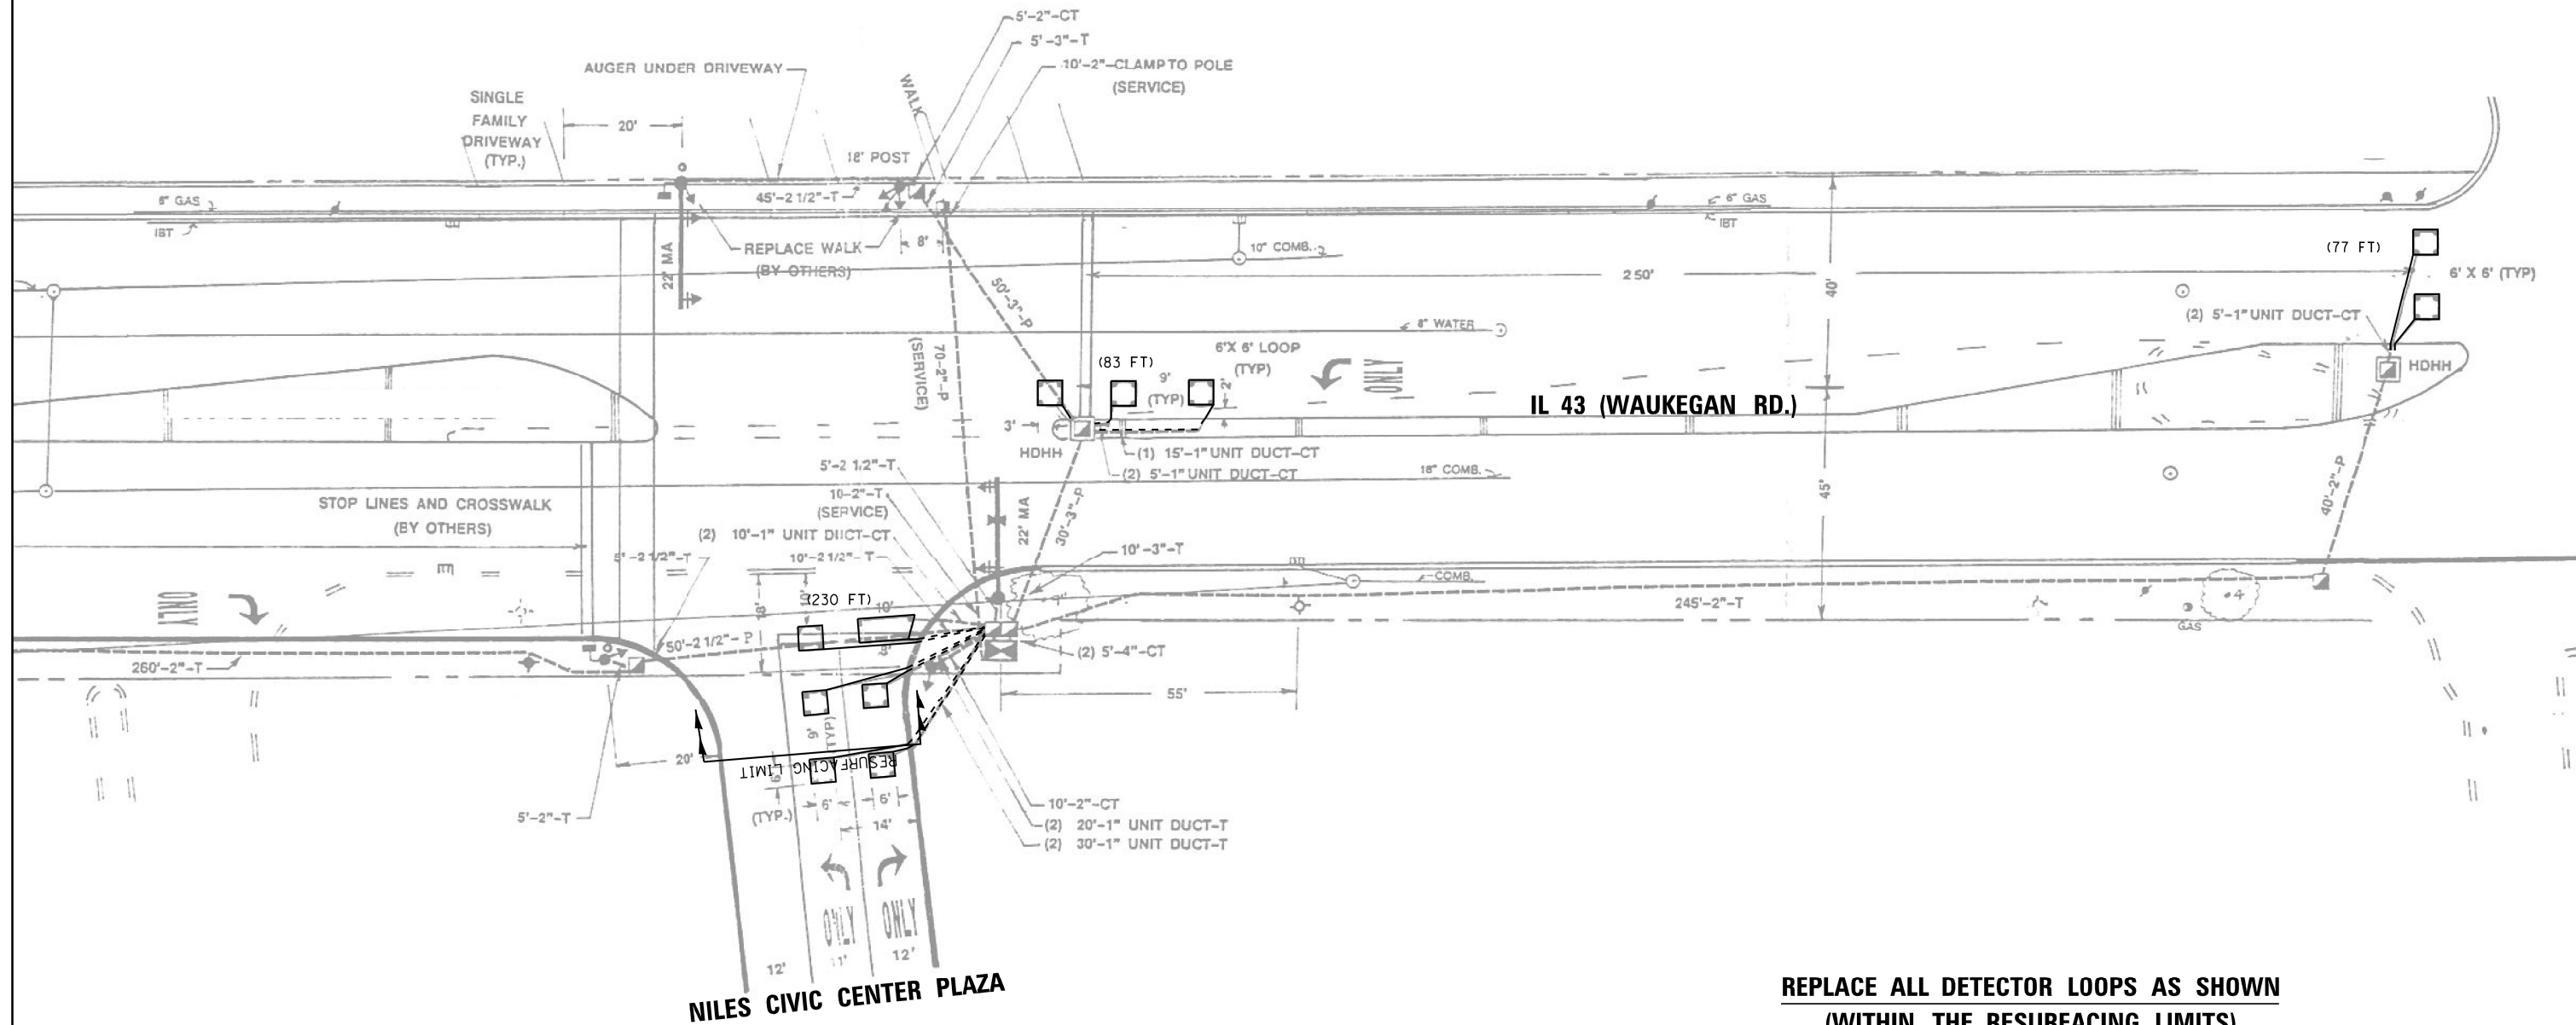 5'-2"-CT
5'-3"-T
10'-2"-CLAMP TO POLE
(SERVICE)
AUGER UNDER DRIVEWAY
WALK
SINGLE
FAMILY
DRIVEWAY
(TYP.)
20'
18' POST
45'-2 1/2"-T
6" GAS
IBT
6" GAS
IBT
22' MA
REPLACE WALK
(BY OTHERS)
8'
10" COMB.
250'
40'
(77 FT)
6' X 6' (TYP)
(2) 5'-1" UNIT DUCT-CT
50'-3"-P
8" WATER
70-2"-P
(SERVICE)
6'X 6' LOOP
(TYP)
(83 FT)
9'
(TYP)
2'
ONLY
HDHH
IL 43 (WAUKEGAN RD.)
3'
HDHH
(1) 15'-1" UNIT DUCT-CT
(2) 5'-1" UNIT DUCT-CT
18" COMB.
5'-2 1/2"-T
10-2"-T
(SERVICE)
(2) 10'-1" UNIT DUCT-CT
5'-2 1/2"-T
10'-2 1/2"-T
22' MA
30'-3"-P
45'
40'-2"-P
STOP LINES AND CROSSWALK
(BY OTHERS)
10'-3"-T
COMB.
ONLY
(230 FT)
10'
18'
10'
245'-2"-T
4
GAS
50'-2 1/2"-P
8'
260'-2"-T
(2) 5'-4"-CT
55'
9'
(TYP)
20'
RESURFACING LIMIT
6'
(TYP.)
6'
6'
14'
5'-2"-T
10'-2"-CT
(2) 20'-1" UNIT DUCT-T
(2) 30'-1" UNIT DUCT-T
ONLY
ONLY
12'
11'
12'
NILES CIVIC CENTER PLAZA
REPLACE ALL DETECTOR LOOPS AS SHOWN
(WITHIN THE RESURFACING LIMITS)